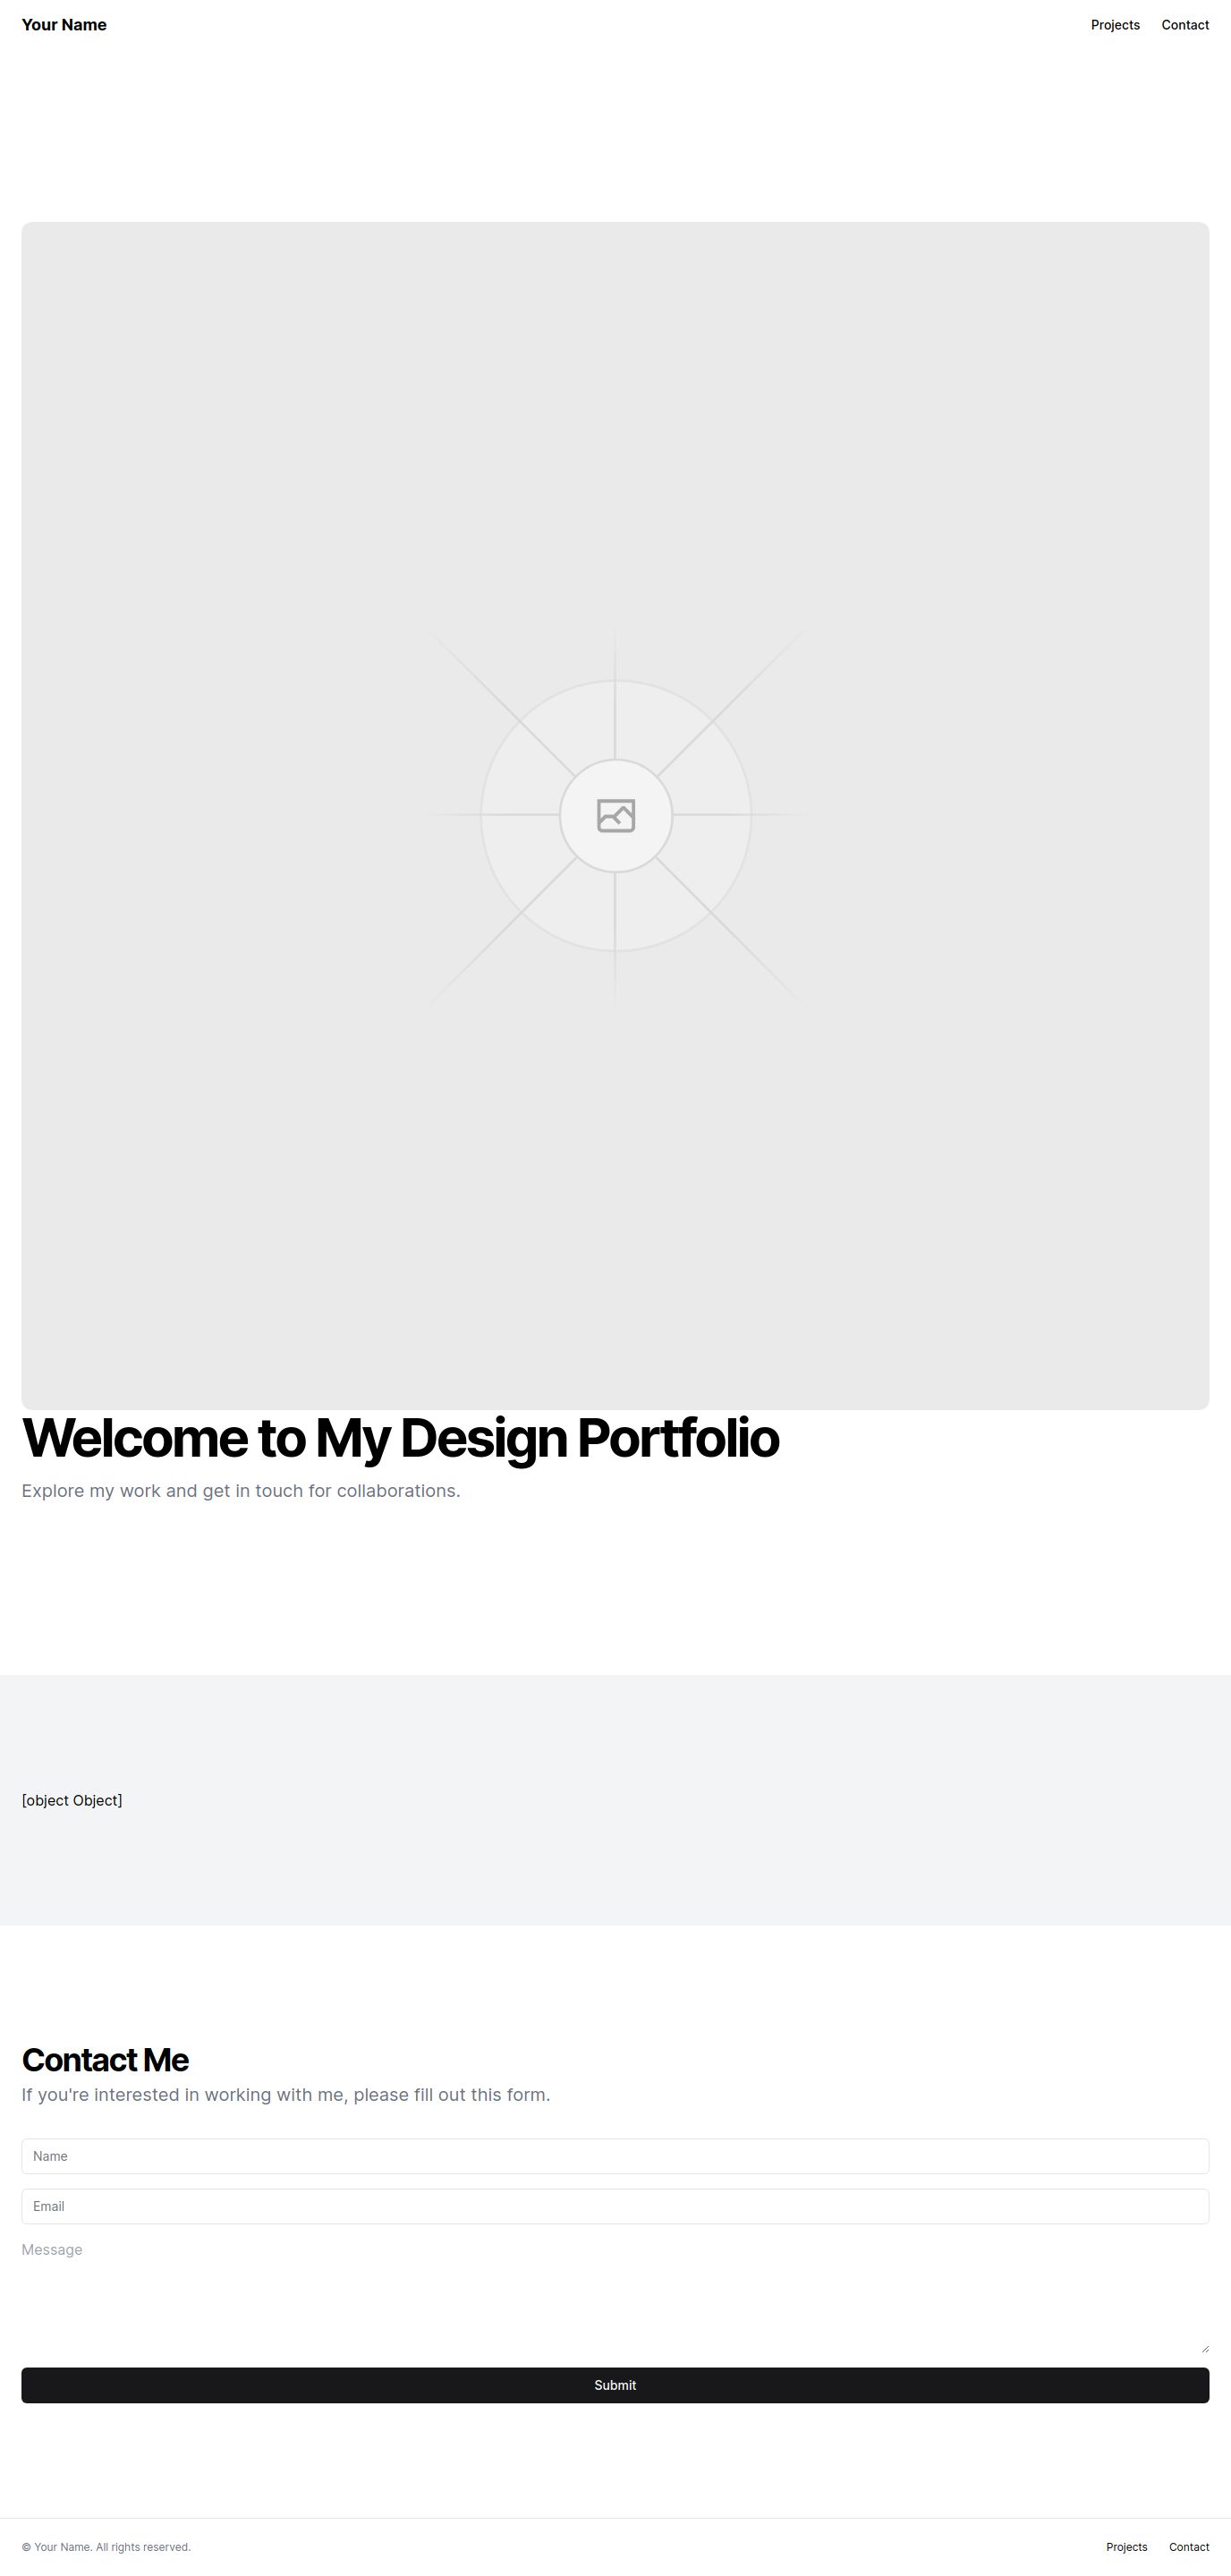 Your Name
Projects
Contact
Welcome to My Design Portfolio
Explore my work and get in touch for collaborations.
[object Object]
Contact Me
If you're interested in working with me, please fill out this form.
Name
Email
Message
Submit
© Your Name. All rights reserved.
Projects
Contact